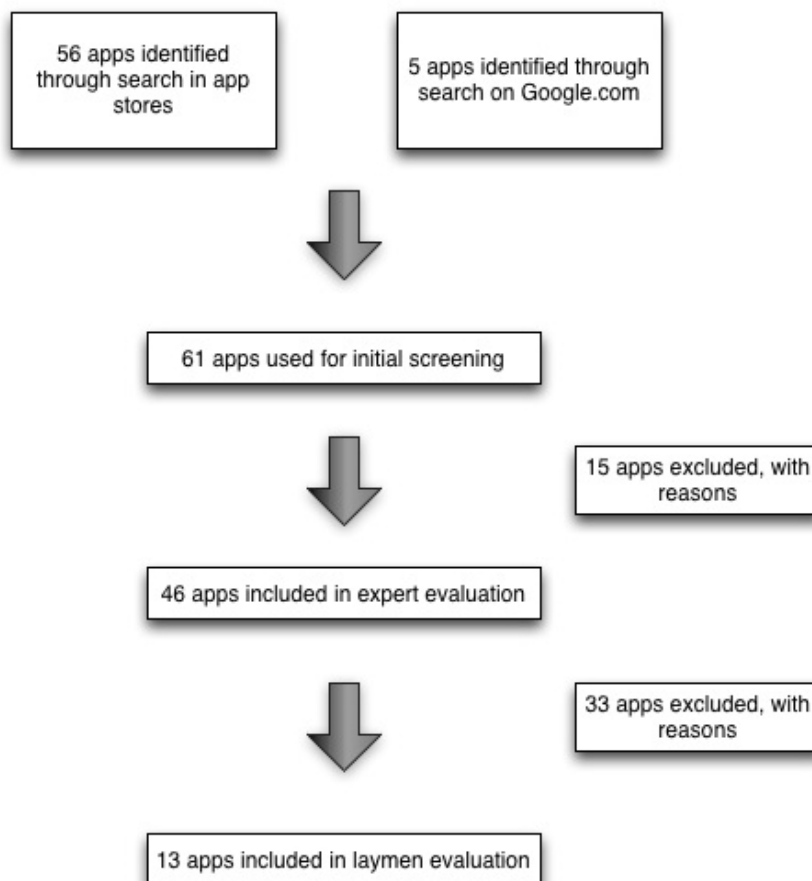 56 apps identified
through search in app
stores
5 apps identified through
search on Google.com
61 apps used for initial screening
15 apps excluded, with
reasons
46 apps included in expert evaluation
33 apps excluded, with
reasons
13 apps included in laymen evaluation